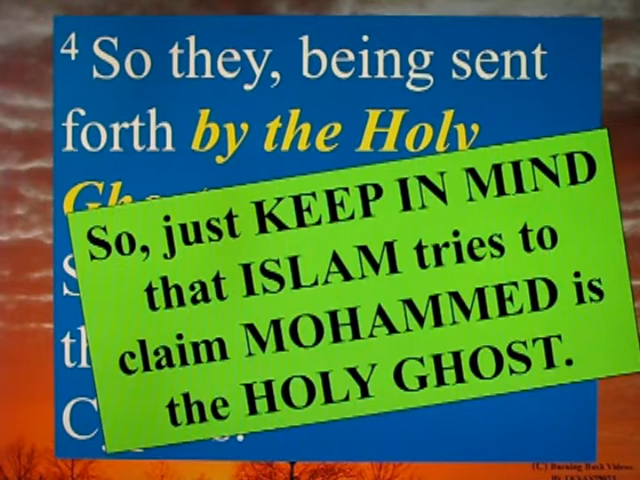 4 So they, being sent
forth by the Holy
So, just KEEP IN MIND
that ISLAM tries to
claim MOHAMMED is
the HOLY GHOST.
(C) Burning Bush Videos